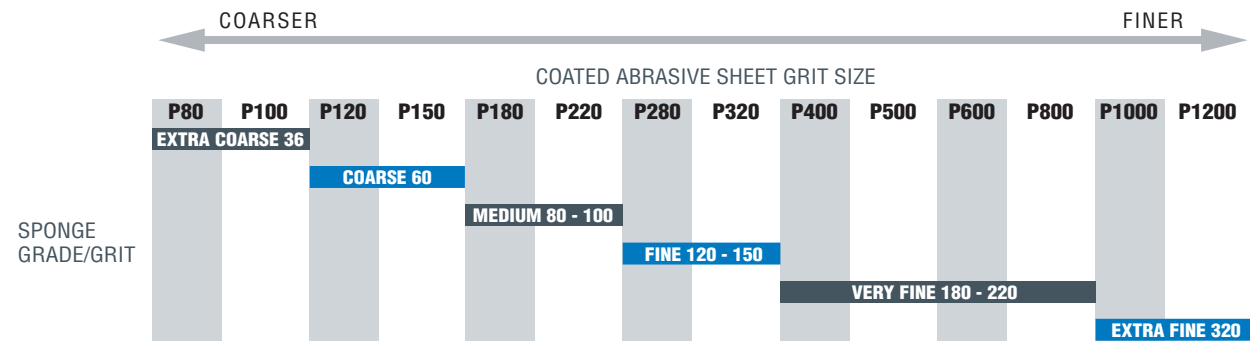 COARSER FINER
COATED ABRASIVE SHEET GRIT SIZE
P80 P100 P120 P150 P180 P220 P280 P320 P400 P500 P600 P800 P1000 P1200
EXTRA COARSE 36
COARSE 60
MEDIUM 80 - 100
SPONGE
GRADE/GRIT
FINE 120 - 150
VERY FINE 180 - 220
EXTRA FINE 320